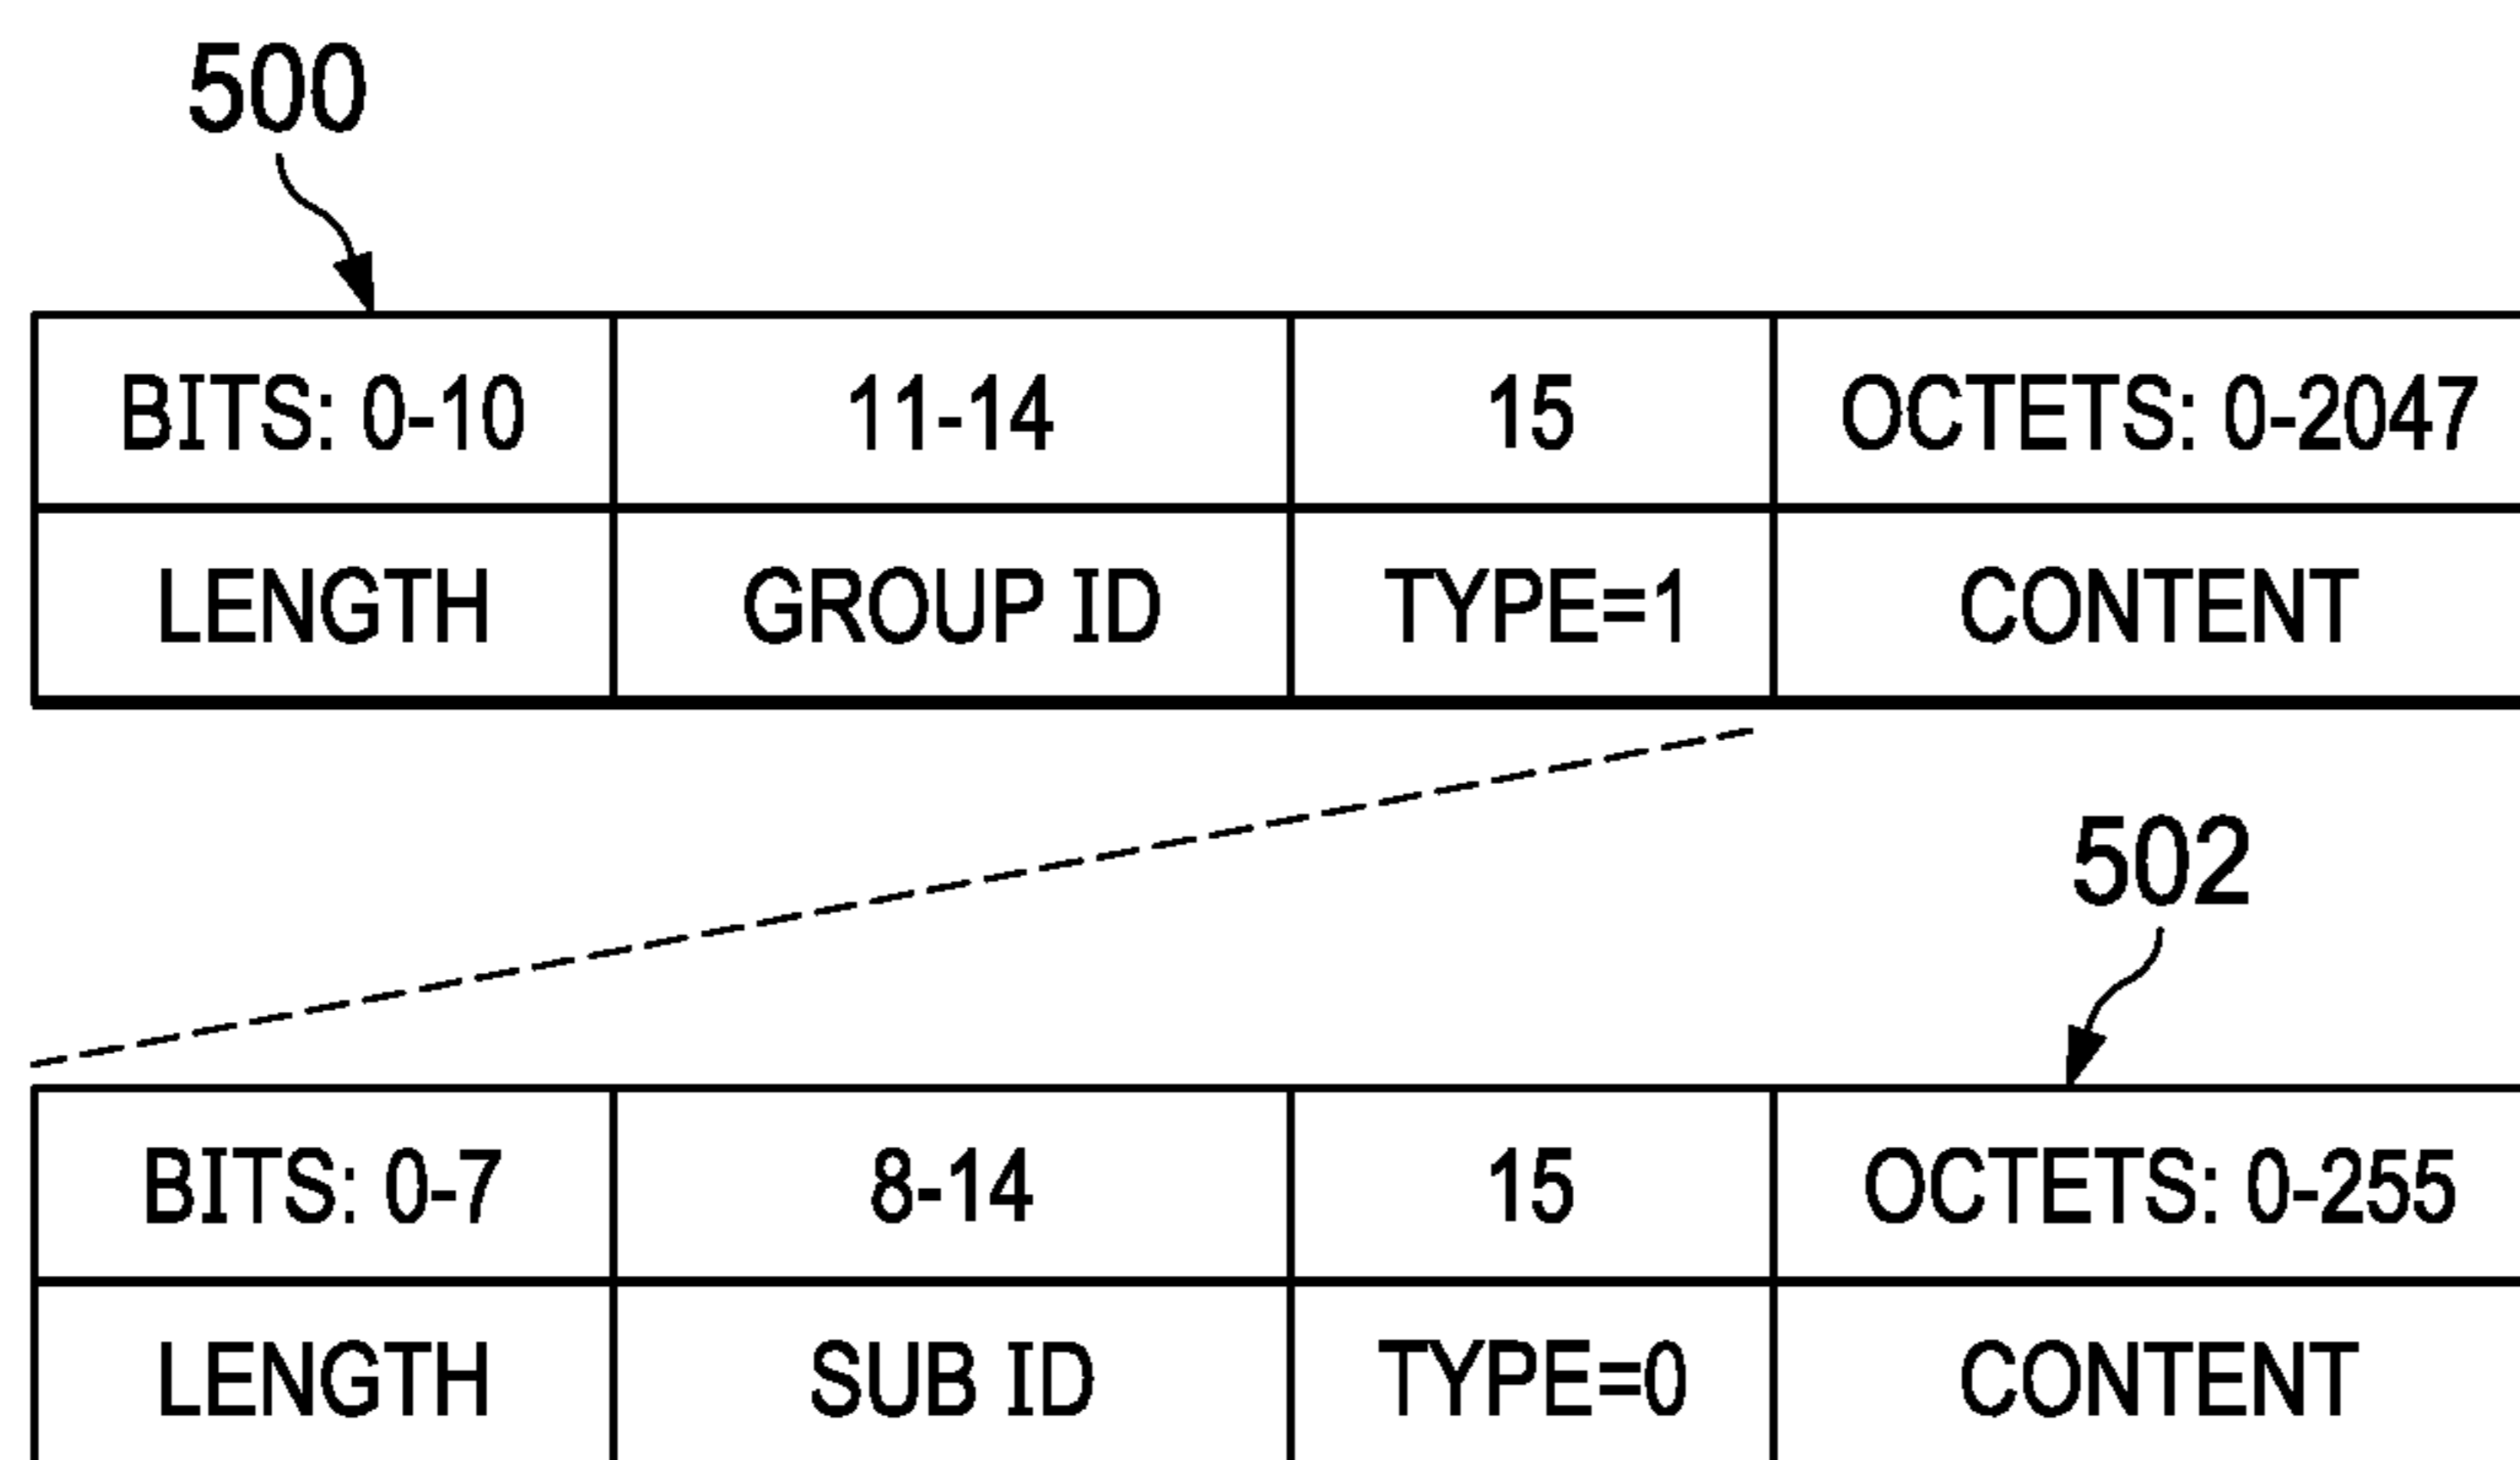 500
BITS: 0-10 11-14 15 OCTETS: 0-2047
LENGTH GROUP ID TYPE=1 CONTENT
502
BITS: 0-7 8-14 15 OCTETS: 0-255
LENGTH SUB ID TYPE=0 CONTENT